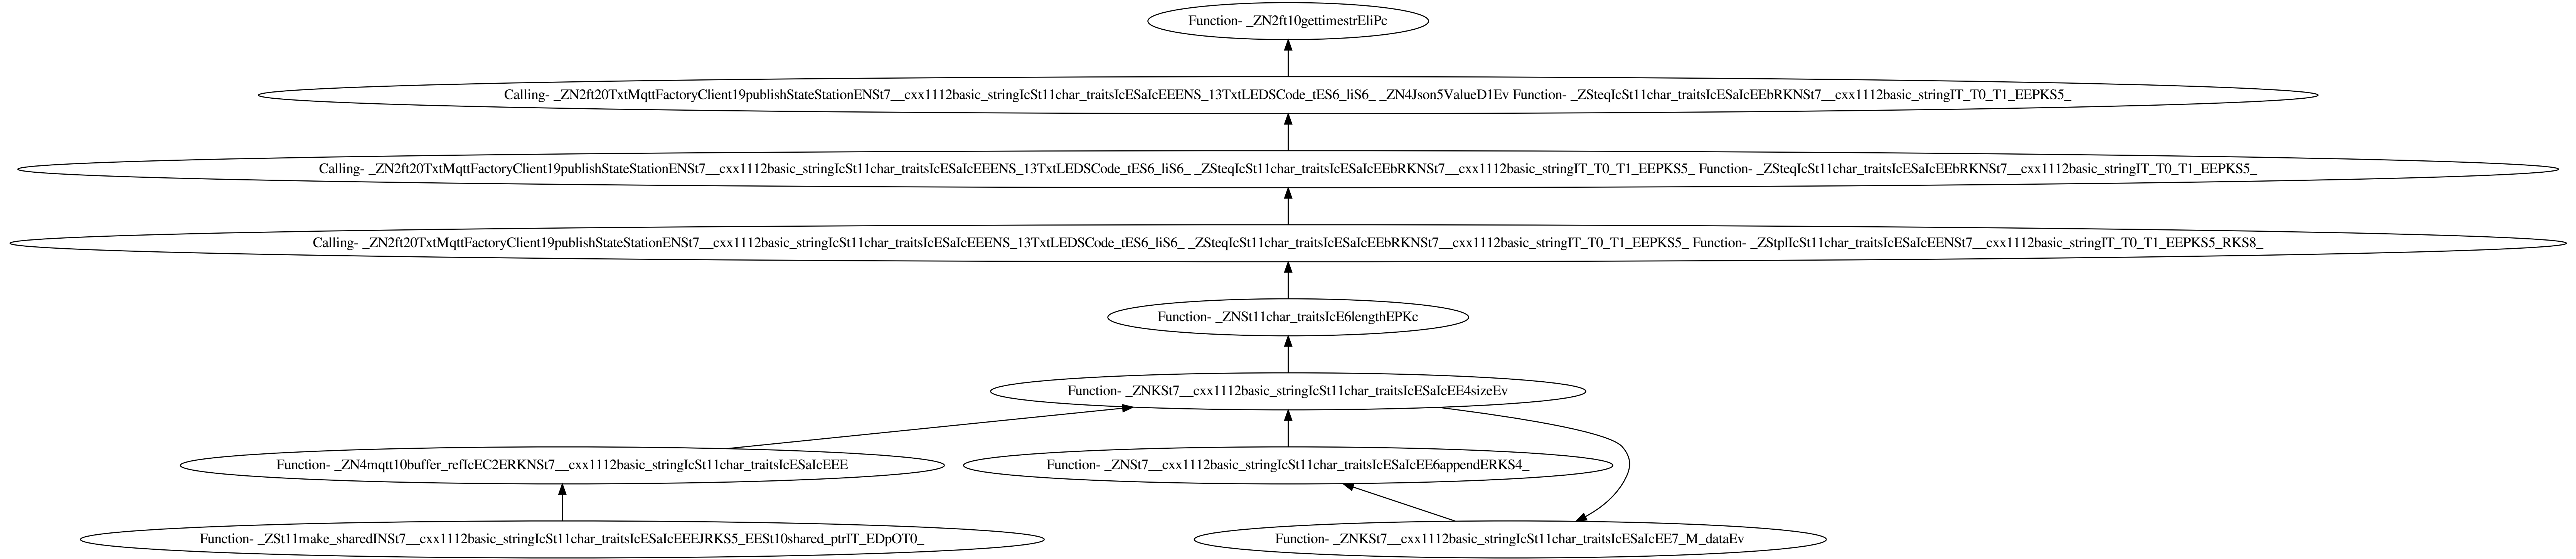 Function- _ZN2ft10gettimestrEliPc
Calling- _ZN2ft20TxtMqttFactoryClient19publishStateStationENSt7__cxx1112basic_stringIcSt11char_traitsIcESaIcEEENS_13TxtLEDSCode_tES6_liS6_ _ZN4Json5ValueD1Ev Function- _ZSteqIcSt11char_traitsIcESaIcEEbRKNSt7__cxx1112basic_stringIT_T0_T1_EEPKS5_
Calling- _ZN2ft20TxtMqttFactoryClient19publishStateStationENSt7__cxx1112basic_stringIcSt11char_traitsIcESaIcEEENS_13TxtLEDSCode_tES6_liS6_ _ZSteqIcSt11char_traitsIcESaIcEEbRKNSt7__cxx1112basic_stringIT_T0_T1_EEPKS5_ Function- _ZSteqIcSt11char_traitsIcESaIcEEbRKNSt7__cxx1112basic_stringIT_T0_T1_EEPKS5_
Calling- _ZN2ft20TxtMqttFactoryClient19publishStateStationENSt7__cxx1112basic_stringIcSt11char_traitsIcESaIcEEENS_13TxtLEDSCode_tES6_liS6_ _ZSteqIcSt11char_traitsIcESaIcEEbRKNSt7__cxx1112basic_stringIT_T0_T1_EEPKS5_ Function- _ZStplIcSt11char_traitsIcESaIcEENSt7__cxx1112basic_stringIT_T0_T1_EEPKS5_RKS8_
Function- _ZNSt11char_traitsIcE6lengthEPKc
Function- _ZNKSt7__cxx1112basic_stringIcSt11char_traitsIcESaIcEE4sizeEv
Function- _ZN4mqtt10buffer_refIcEC2ERKNSt7__cxx1112basic_stringIcSt11char_traitsIcESaIcEEE
Function- _ZNSt7__cxx1112basic_stringIcSt11char_traitsIcESaIcEE6appendERKS4_
Function- _ZSt11make_sharedINSt7__cxx1112basic_stringIcSt11char_traitsIcESaIcEEEJRKS5_EESt10shared_ptrIT_EDpOT0_
Function- _ZNKSt7__cxx1112basic_stringIcSt11char_traitsIcESaIcEE7_M_dataEv